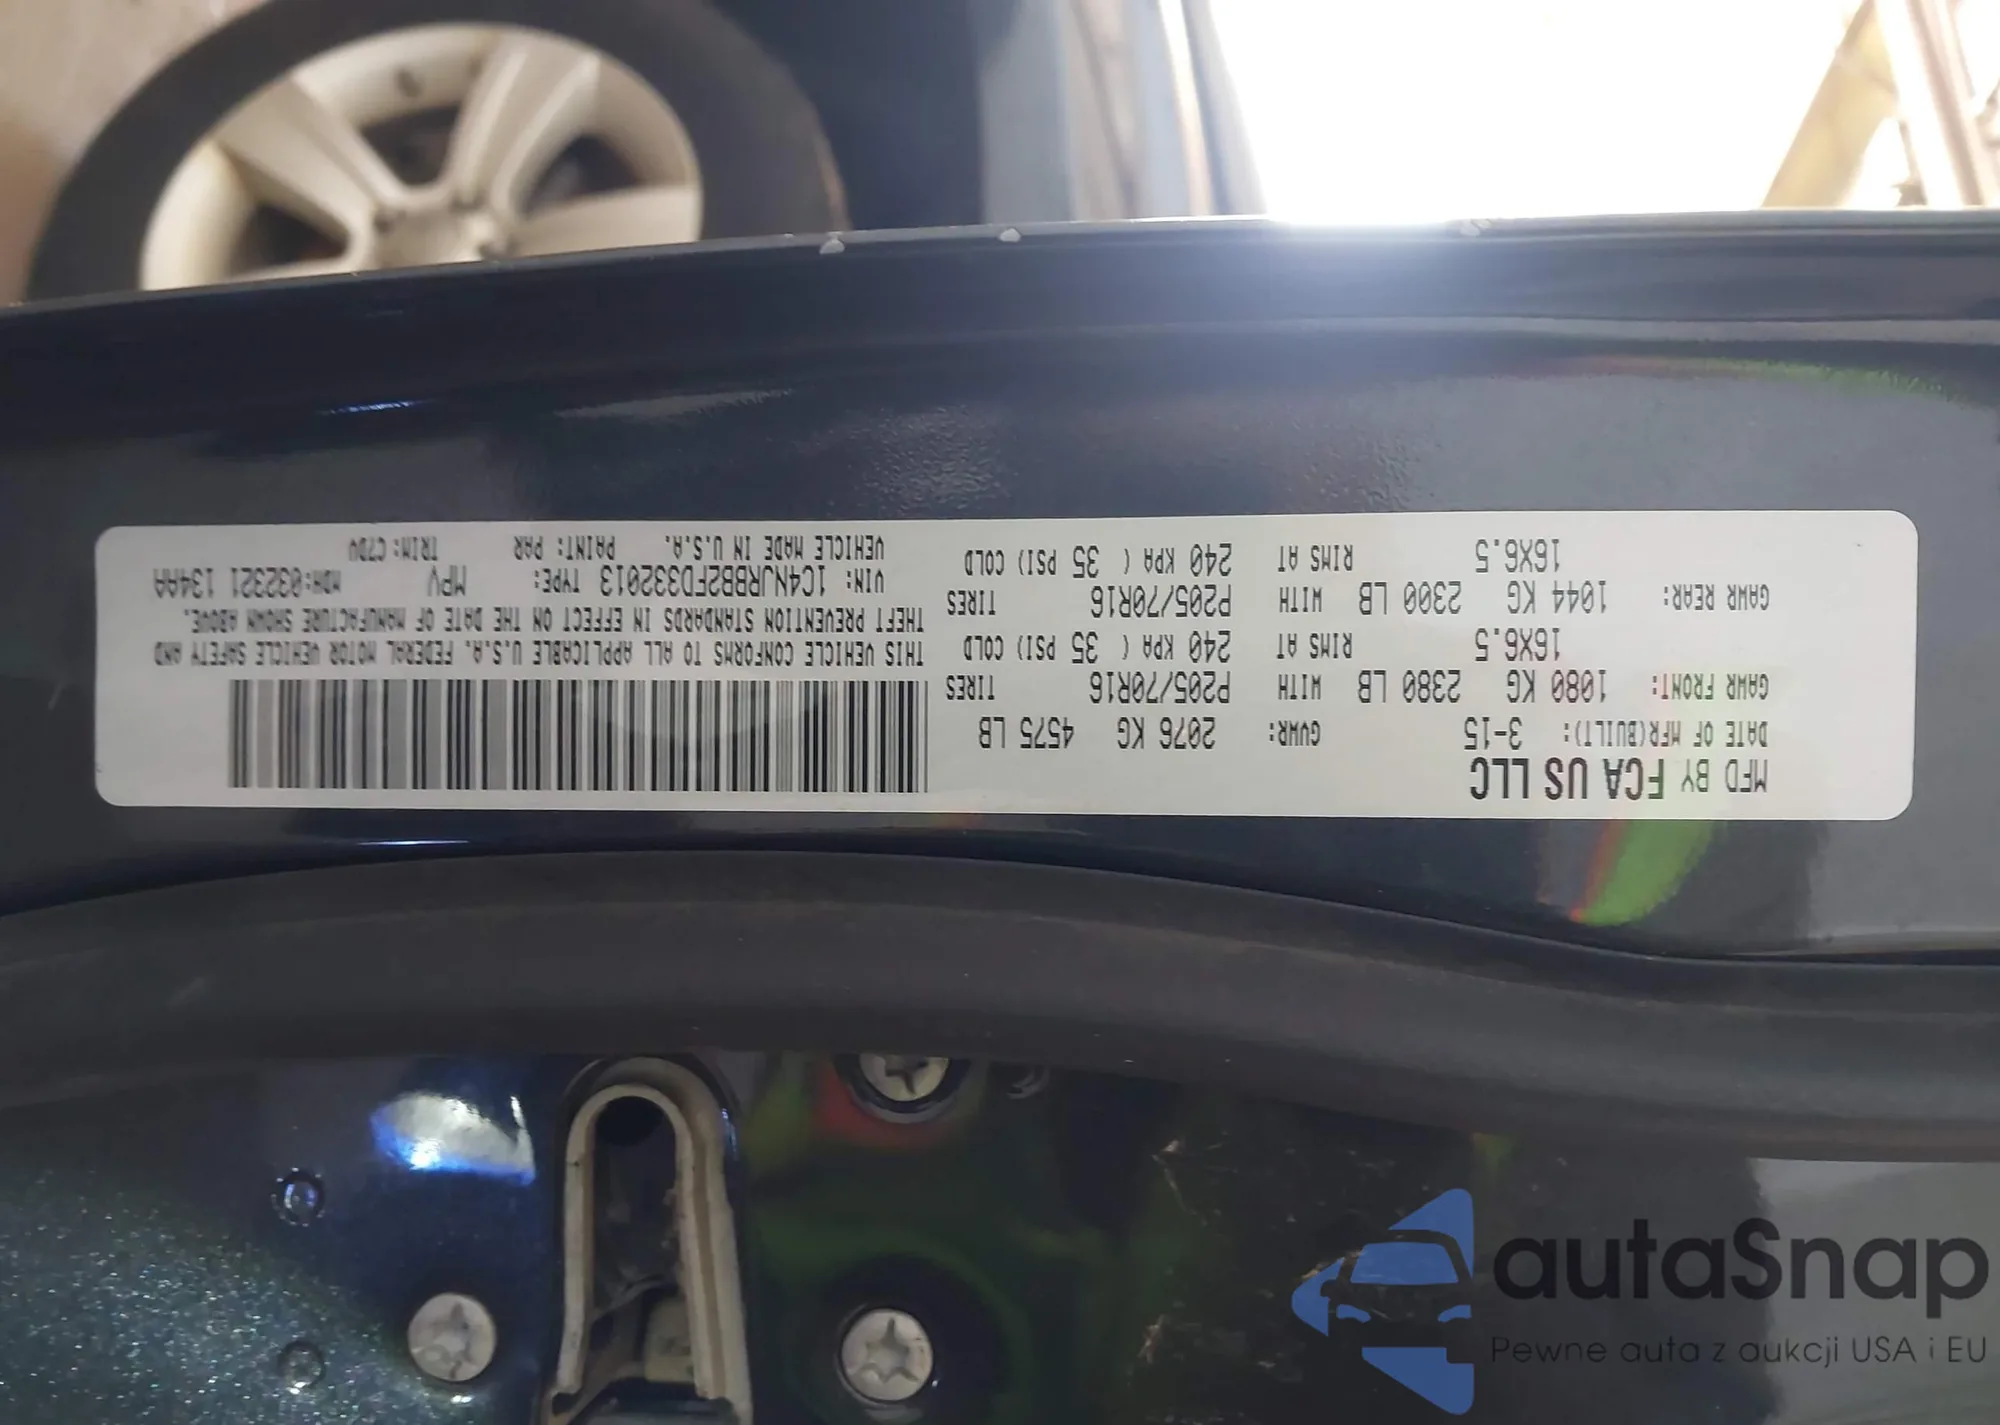 MFD BY FCA US LLC
DATE OF MFR(BUILT): 3-15 GVWR: 2076 KG 4575 LB
GAWR FRONT: 1080 KG 2380 LB WITH P205/70R16 TIRES
16X6.5 RIMS AT 240 KPA ( 35 PSI) COLD
GAWR REAR: 1044 KG 2300 LB WITH P205/70R16 TIRES
16X6.5 RIMS AT 240 KPA ( 35 PSI) COLD
THIS VEHICLE CONFORMS TO ALL APPLICABLE U.S.A. FEDERAL MOTOR VEHICLE SAFETY AND
THEFT PREVENTION STANDARDS IN EFFECT ON THE DATE OF MANUFACTURE SHOWN ABOVE.
VIN: 1C4NJRBB2FD332013 TYPE: MPV MDH:032321 134AA
VEHICLE MADE IN U.S.A. PAINT: PAR TRIM: C7DV
autaSnap
Pewne auta z aukcji USA i EU